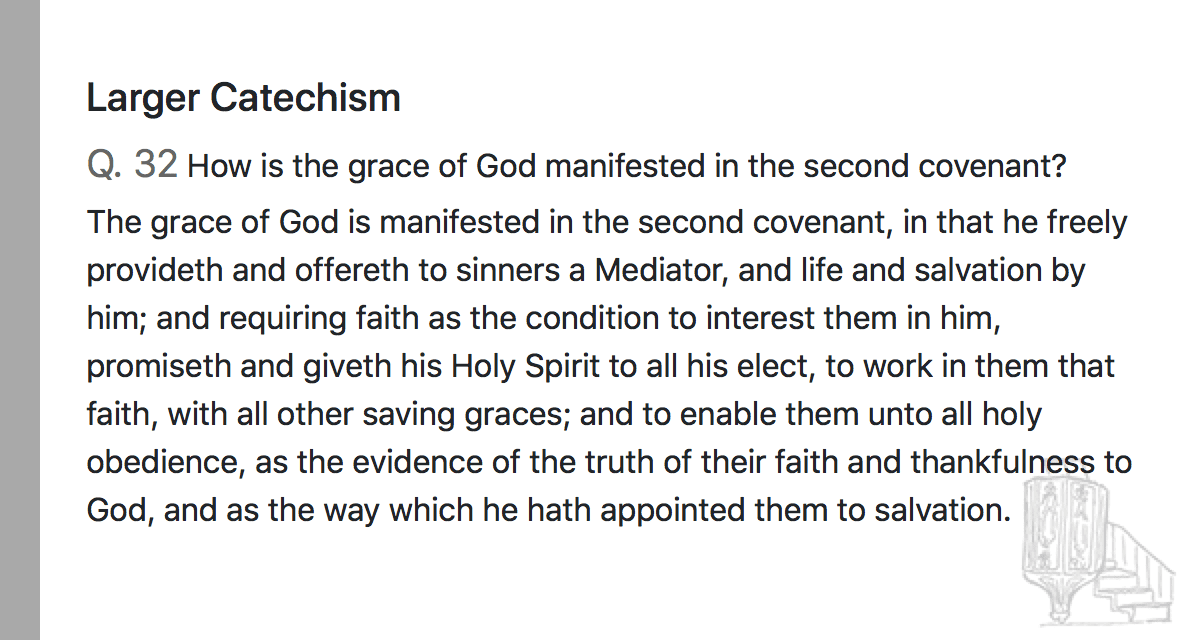 Larger Catechism
Q. 32 How is the grace of God manifested in the second covenant?
The grace of God is manifested in the second covenant, in that he freely
provideth and offereth to sinners a Mediator, and life and salvation by
him; and requiring faith as the condition to interest them in him,
promiseth and giveth his Holy Spirit to all his elect, to work in them that
faith, with all other saving graces; and to enable them unto all holy
obedience, as the evidence of the truth of their faith and thankfulness to
God, and as the way which he hath appointed them to salvation.